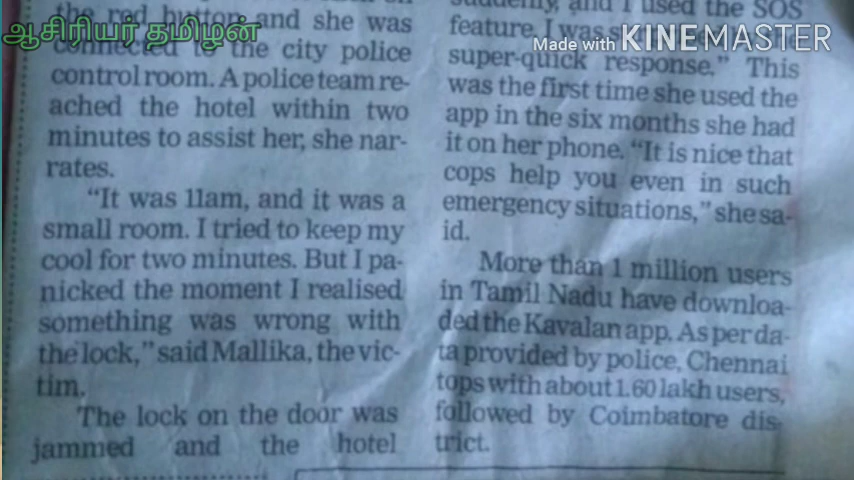 ஆசிரியர் தமிழன்
Made with KINEMASTER
the red button and she was
connected to the city police
control room. A police team re-
ached the hotel within two
minutes to assist her, she nar-
rates.
“It was 11am, and it was a
small room. I tried to keep my
cool for two minutes. But I pa-
nicked the moment I realised
something was wrong with
the lock,” said Mallika, the vic-
tim.
The lock on the door was
jammed and the hotel
suddenly, and I used the SOS
feature. I was
super-quick response.” This
was the first time she used the
app in the six months she had
it on her phone. “It is nice that
cops help you even in such
emergency situations,” she sa-
id.
More than 1 million users
in Tamil Nadu have downloa-
ded the Kavalan app. As per da-
ta provided by police, Chennai
tops with about 1.60 lakh users,
followed by Coimbatore dis-
trict.